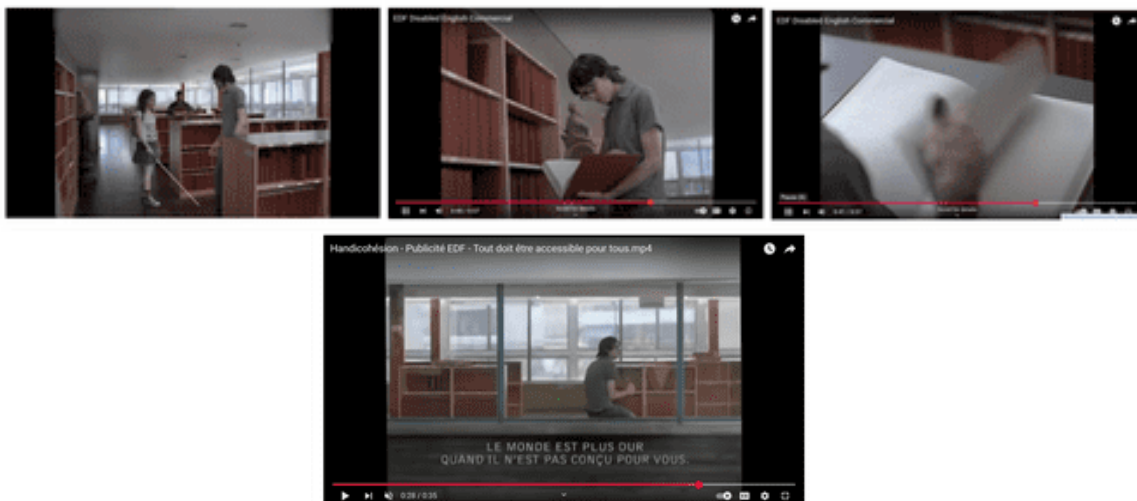 EDF Disabled English Commercial
EDF Disabled English Commercial
Handicohésion - Publicité EDF - Tout doit être accessible pour tous.mp4
LE MONDE EST PLUS DUR
QUAND IL N'EST PAS CONÇU POUR VOUS.
0:28 / 0:35